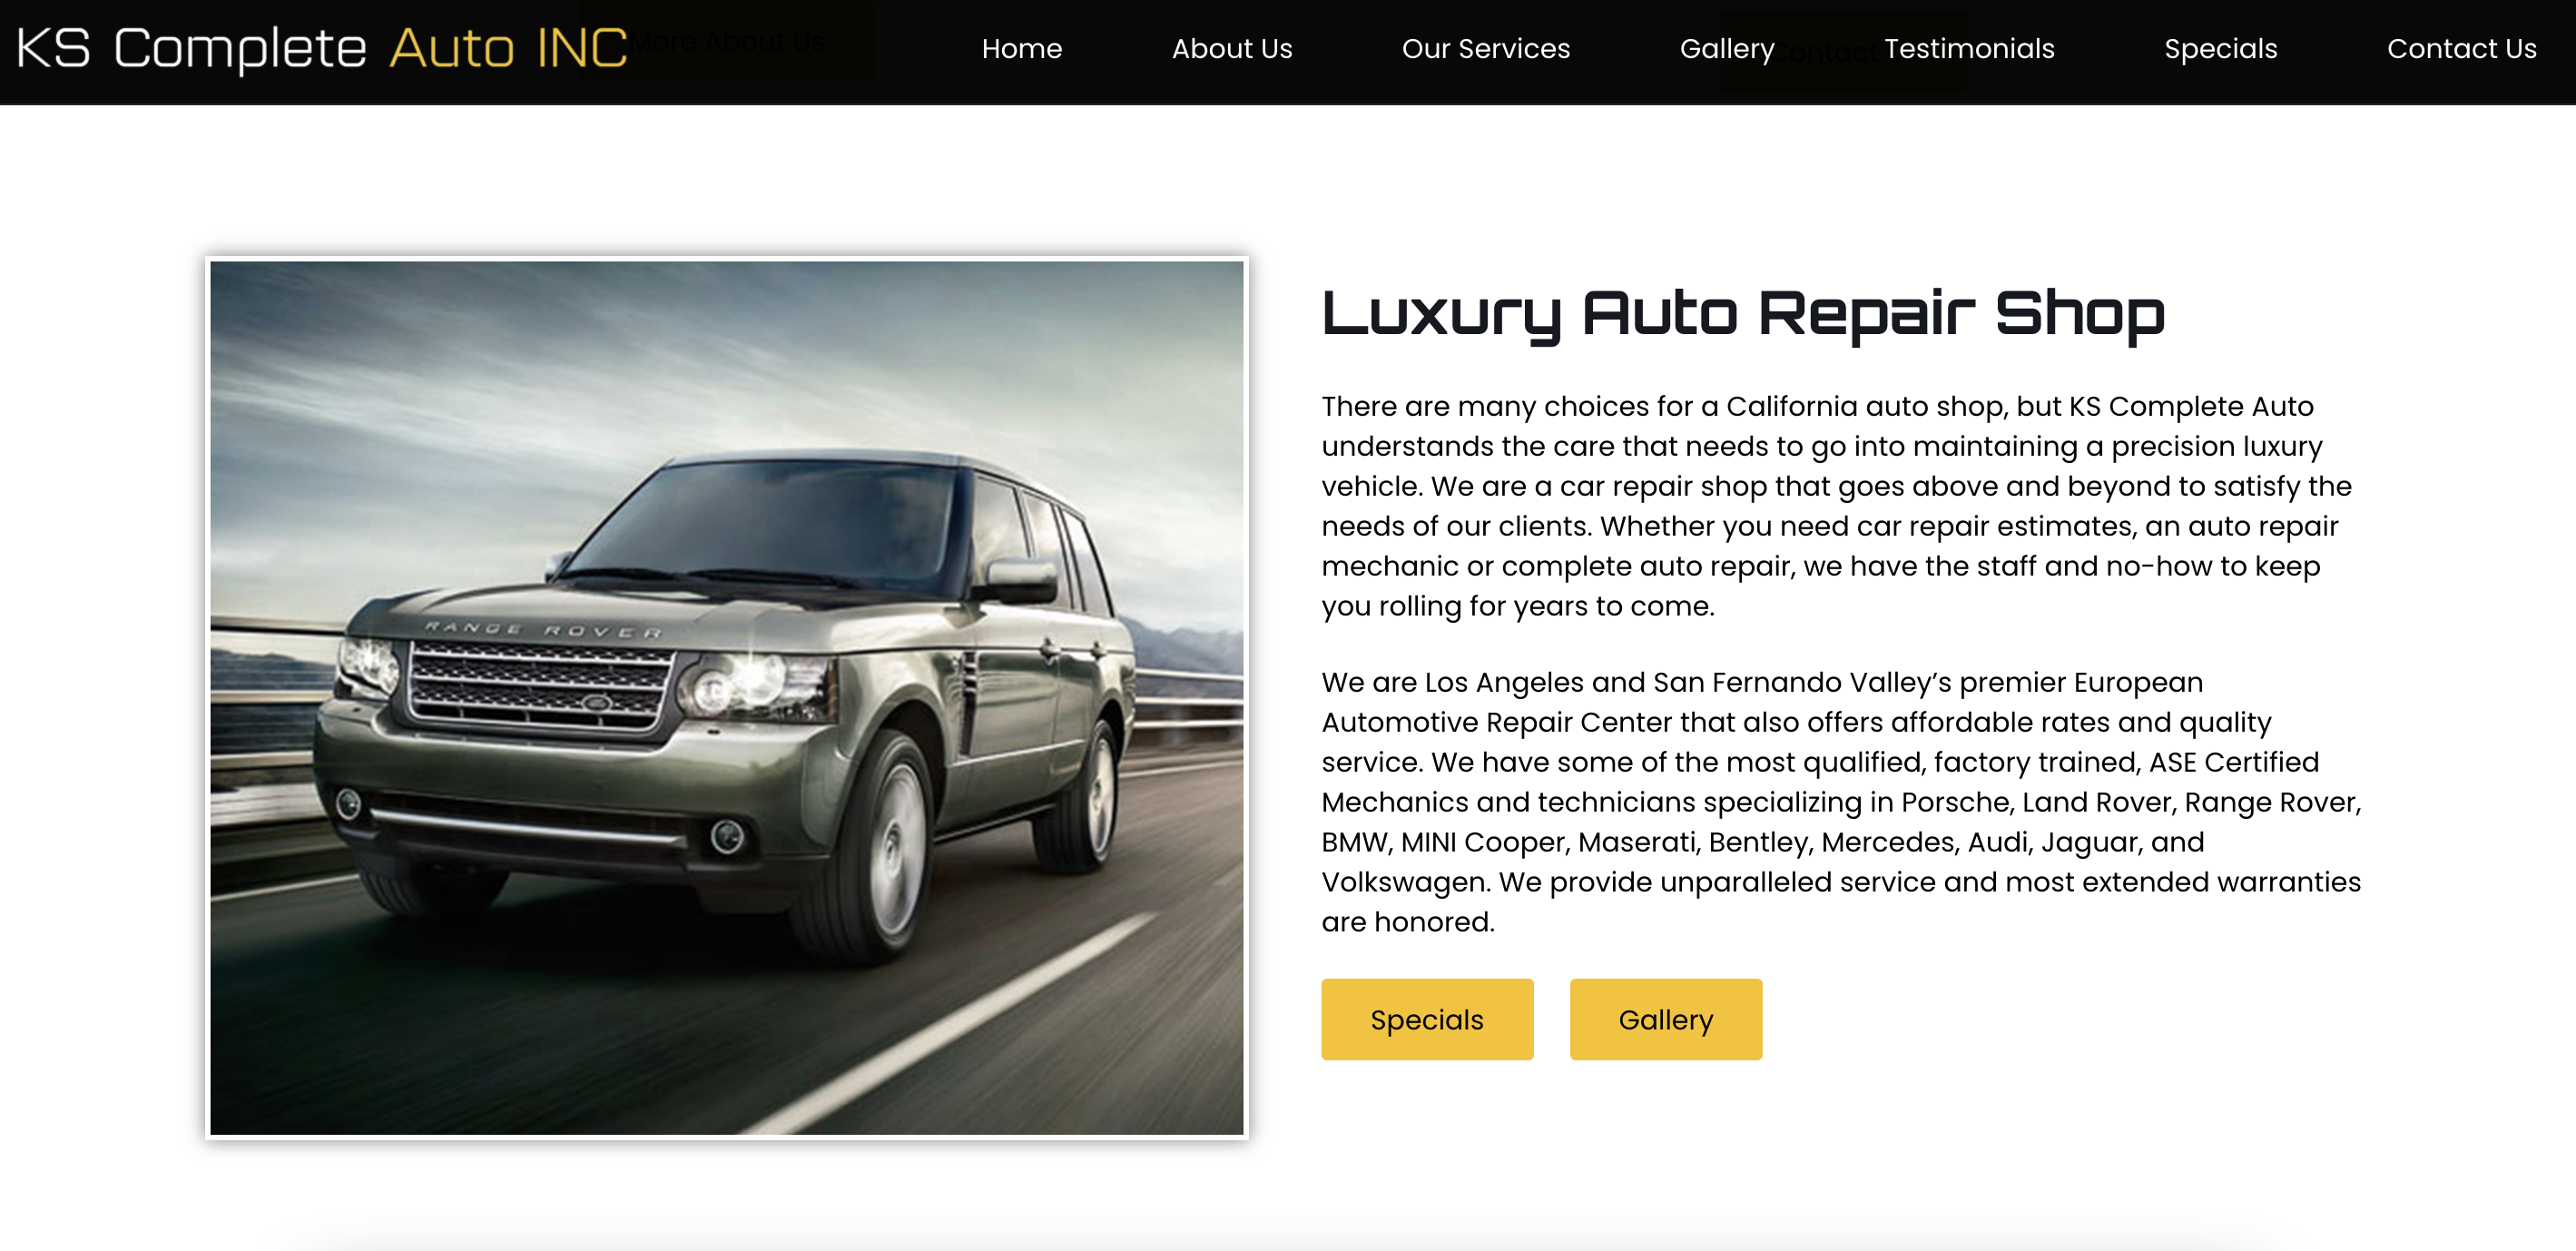 KS Complete Auto INC
More About Us
Home
About Us
Our Services
Gallery
Contact
Testimonials
Specials
Contact Us
Luxury Auto Repair Shop
There are many choices for a California auto shop, but KS Complete Auto
understands the care that needs to go into maintaining a precision luxury
vehicle. We are a car repair shop that goes above and beyond to satisfy the
needs of our clients. Whether you need car repair estimates, an auto repair
mechanic or complete auto repair, we have the staff and no-how to keep
you rolling for years to come.
We are Los Angeles and San Fernando Valley’s premier European
Automotive Repair Center that also offers affordable rates and quality
service. We have some of the most qualified, factory trained, ASE Certified
Mechanics and technicians specializing in Porsche, Land Rover, Range Rover,
BMW, MINI Cooper, Maserati, Bentley, Mercedes, Audi, Jaguar, and
Volkswagen. We provide unparalleled service and most extended warranties
are honored.
Specials
Gallery
RANGE ROVER